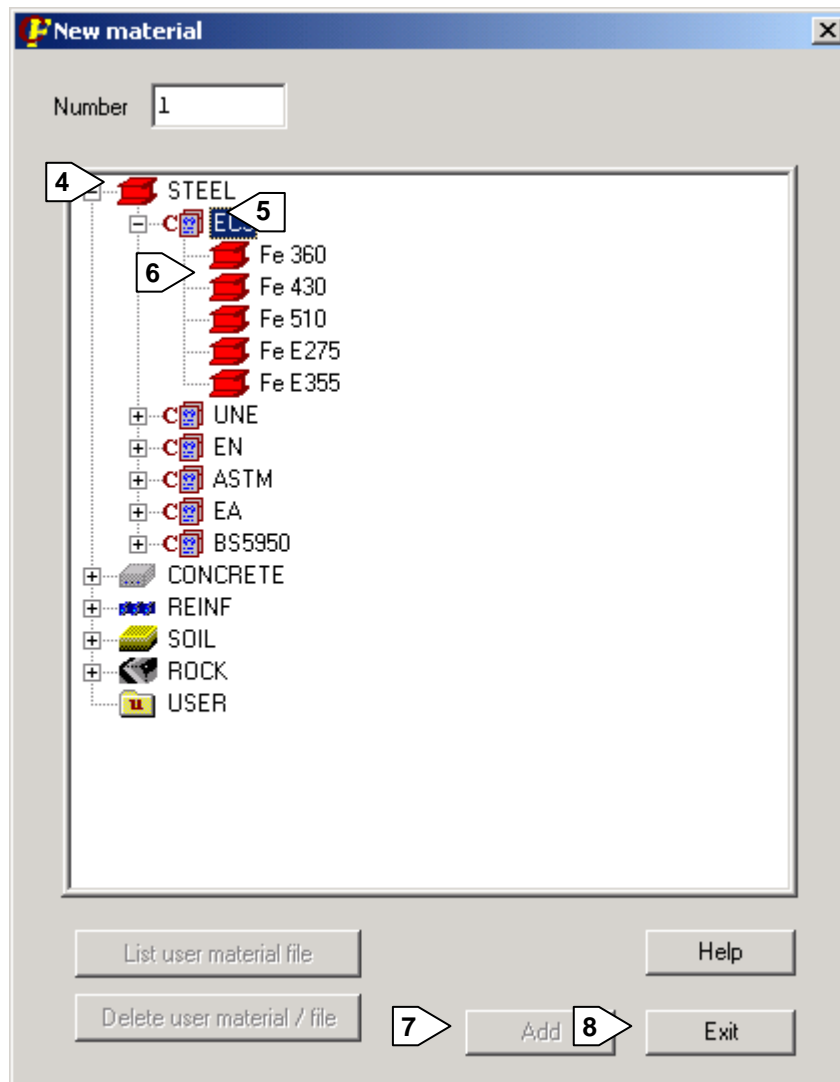 New material
Number 1
4 STEEL
5
6 Fe 360
Fe 430
Fe 510
Fe E275
Fe E355
C UNE
C EN
C ASTM
C EA
C BS5950
CONCRETE
REINF
SOIL
ROCK
u USER
List user material file Help
Delete user material / file 7 Add 8 Exit